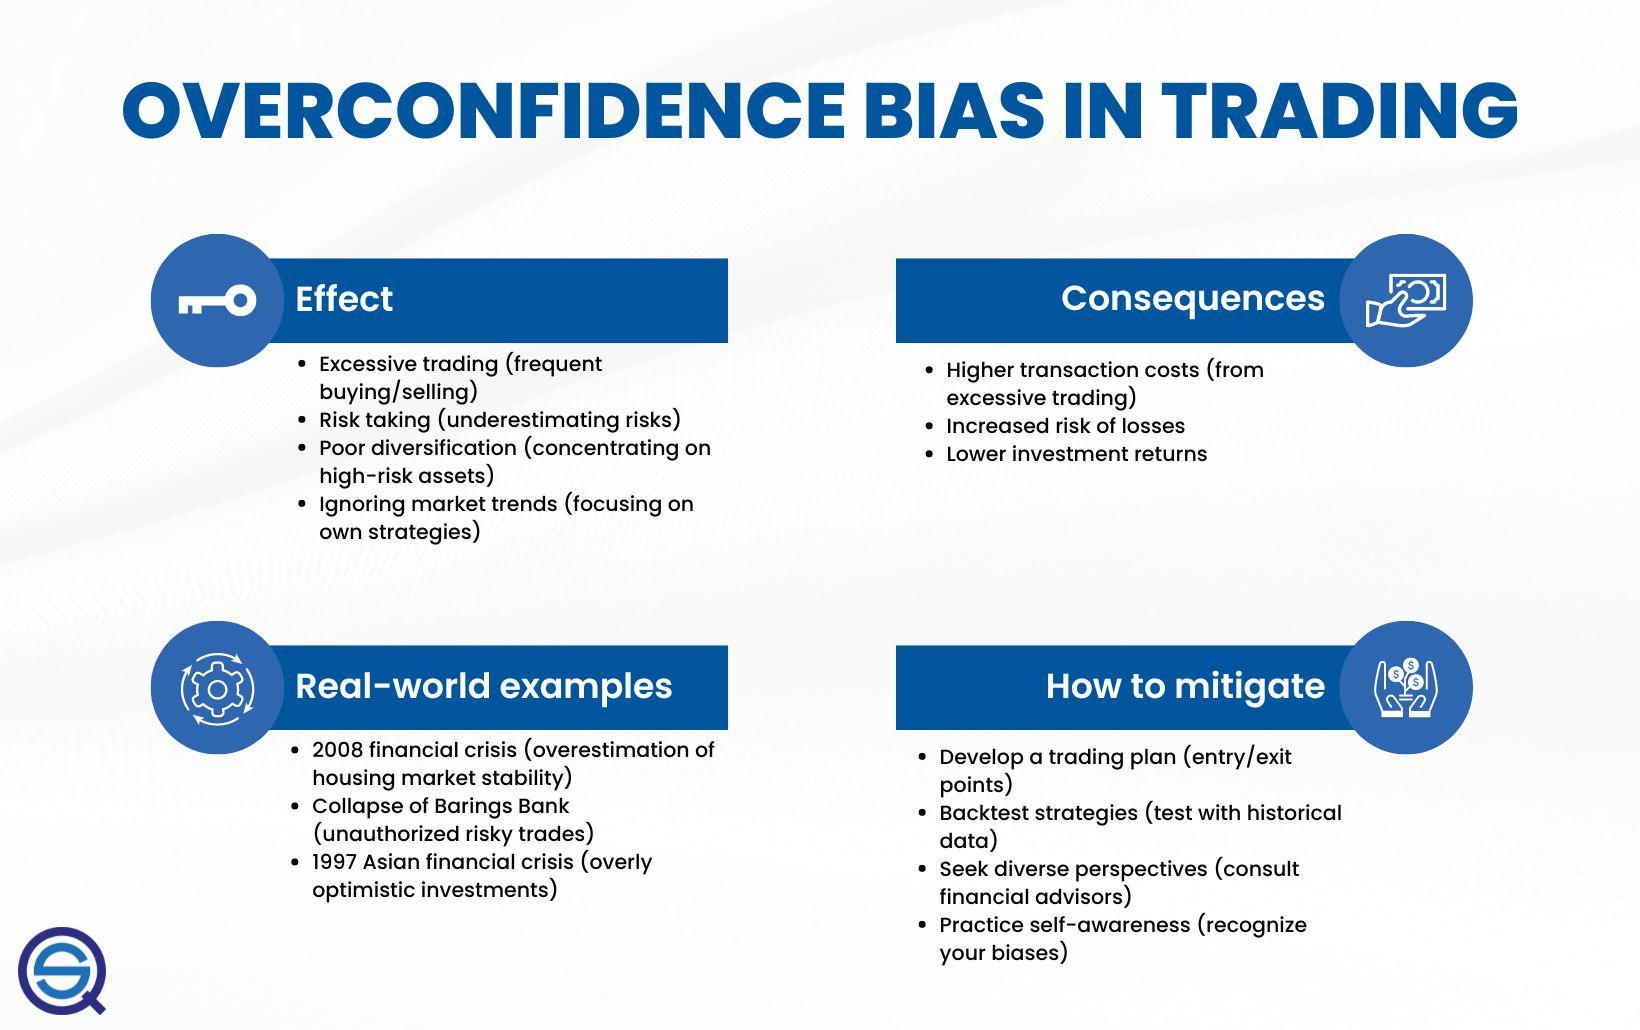 OVERCONFIDENCE BIAS IN TRADING
Effect
• Excessive trading (frequent
buying/selling)
• Risk taking (underestimating risks)
• Poor diversification (concentrating on
high-risk assets)
• Ignoring market trends (focusing on
own strategies)
Consequences
• Higher transaction costs (from
excessive trading)
• Increased risk of losses
• Lower investment returns
Real-world examples
• 2008 financial crisis (overestimation of
housing market stability)
• Collapse of Barings Bank
(unauthorized risky trades)
• 1997 Asian financial crisis (overly
optimistic investments)
How to mitigate
• Develop a trading plan (entry/exit
points)
• Backtest strategies (test with historical
data)
• Seek diverse perspectives (consult
financial advisors)
• Practice self-awareness (recognize
your biases)